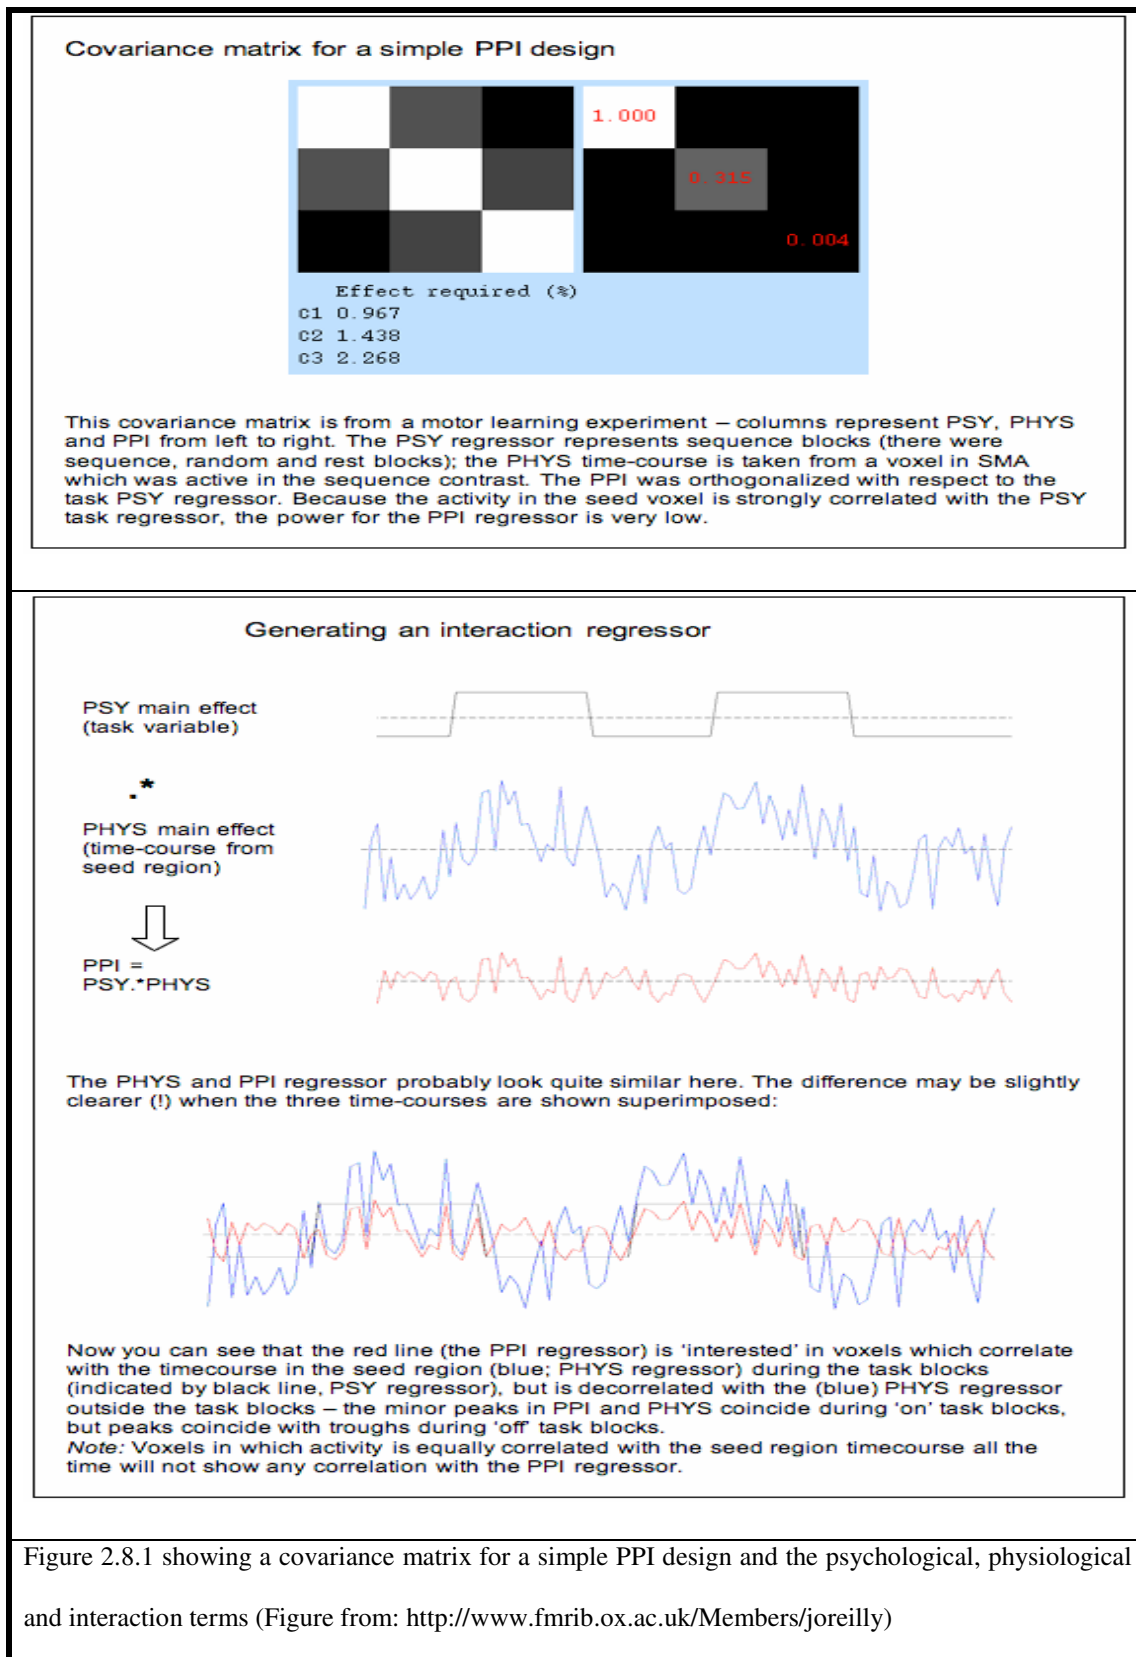 Covariance matrix for a simple PPI design
1.000
0.315
0.004
Effect required (%)
c1 0.967
c2 1.438
c3 2.268
This covariance matrix is from a motor learning experiment – columns represent PSY, PHYS
and PPI from left to right. The PSY regressor represents sequence blocks (there were
sequence, random and rest blocks); the PHYS time-course is taken from a voxel in SMA
which was active in the sequence contrast. The PPI was orthogonalized with respect to the
task PSY regressor. Because the activity in the seed voxel is strongly correlated with the PSY
task regressor, the power for the PPI regressor is very low.
Generating an interaction regressor
PSY main effect
(task variable)
.*
PHYS main effect
(time-course from
seed region)
PPI =
PSY.*PHYS
The PHYS and PPI regressor probably look quite similar here. The difference may be slightly
clearer (!) when the three time-courses are shown superimposed:
Now you can see that the red line (the PPI regressor) is 'interested' in voxels which correlate
with the timecourse in the seed region (blue; PHYS regressor) during the task blocks
(indicated by black line, PSY regressor), but is decorrelated with the (blue) PHYS regressor
outside the task blocks – the minor peaks in PPI and PHYS coincide during 'on' task blocks,
but peaks coincide with troughs during 'off' task blocks.
Note: Voxels in which activity is equally correlated with the seed region timecourse all the
time will not show any correlation with the PPI regressor.
Figure 2.8.1 showing a covariance matrix for a simple PPI design and the psychological, physiological
and interaction terms (Figure from: http://www.fmrib.ox.ac.uk/Members/joreilly)